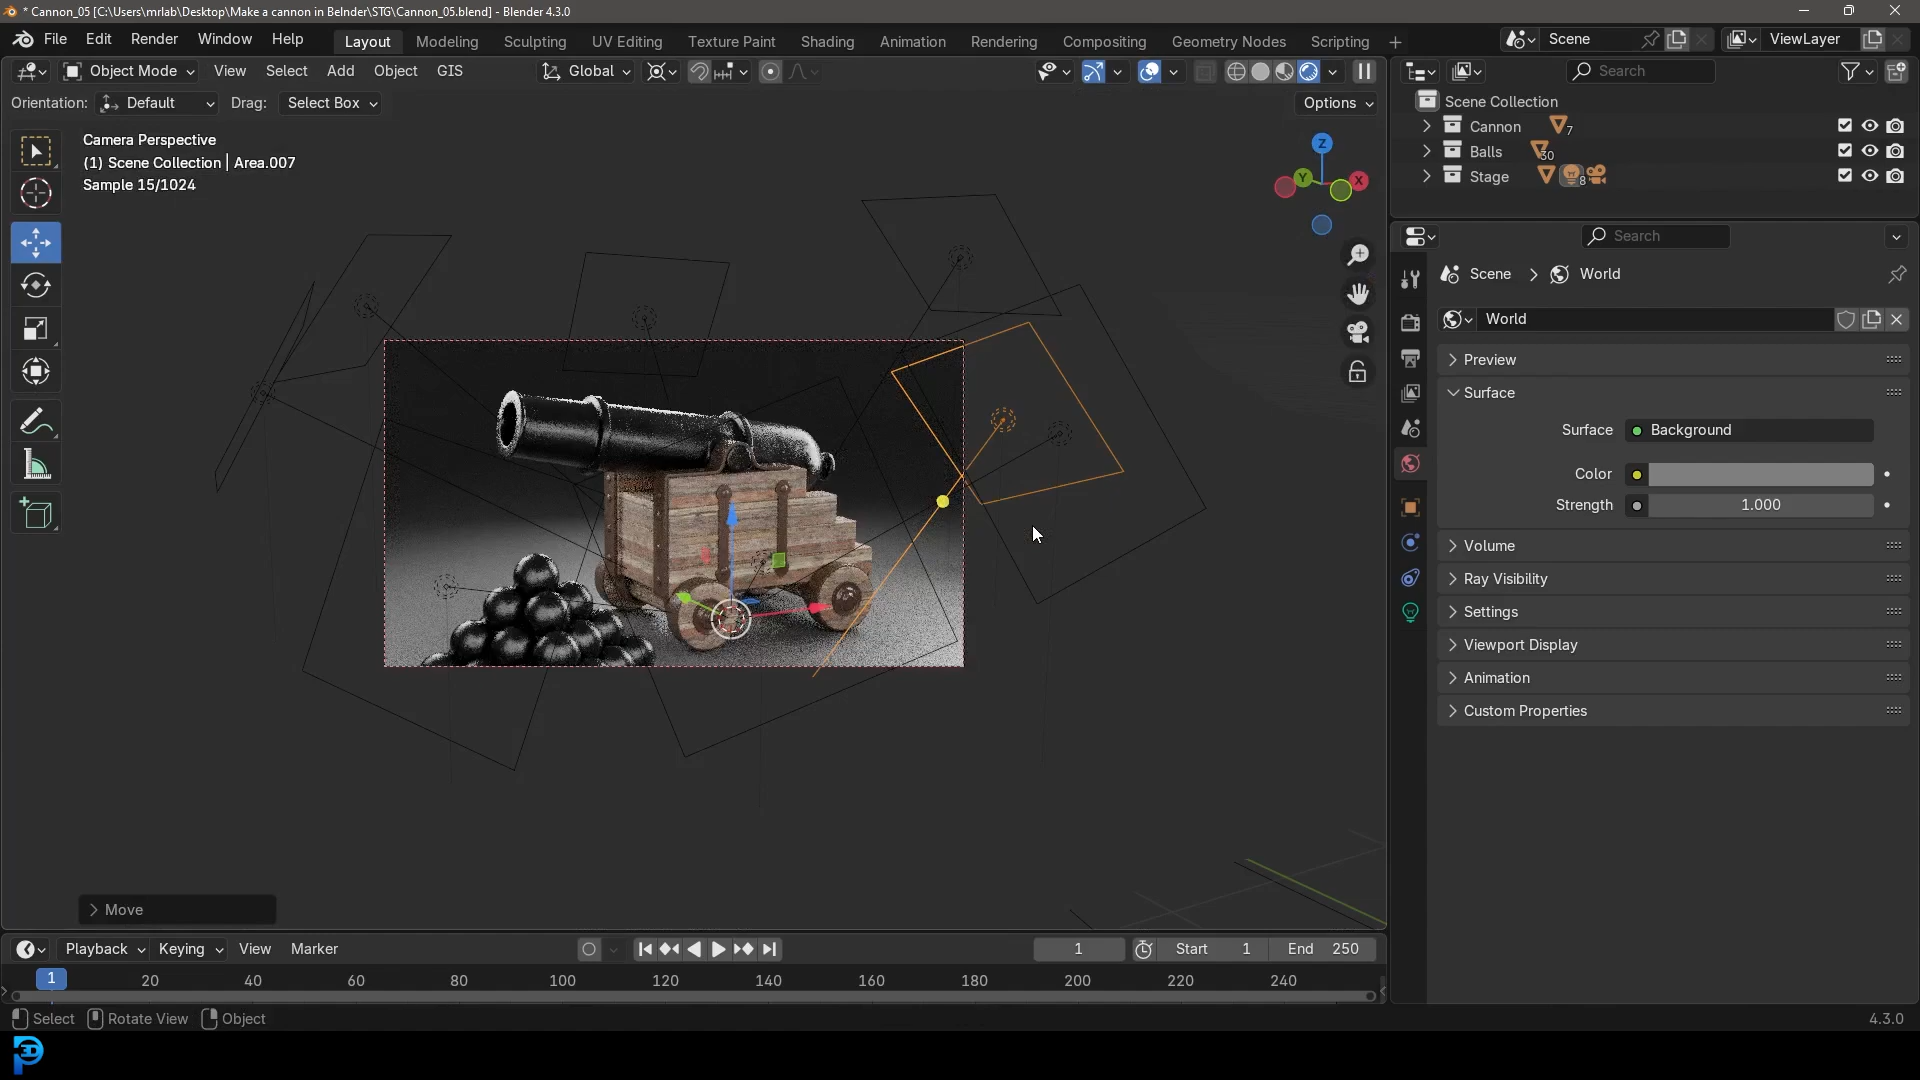 * Cannon_05 [C:\Users\mrlab\Desktop\Make a cannon in Belnder\STG\Cannon_05.blend] - Blender 4.3.0
File Edit Render Window Help Layout Modeling Sculpting UV Editing Texture Paint Shading Animation Rendering Compositing Geometry Nodes Scripting + Scene ViewLayer
Object Mode View Select Add Object GIS Global Search
Orientation: Default Drag: Select Box Options
Scene Collection
Cannon 7
Balls 30
Stage 8
Camera Perspective
(1) Scene Collection | Area.007
Sample 15/1024
Z
Y X
Search
Scene > World
World
Preview
Surface
Surface Background
Color
Strength 1.000
Volume
Ray Visibility
Settings
Viewport Display
Animation
Custom Properties
> Move
Playback Keying View Marker 1 Start 1 End 250
1 20 40 60 80 100 120 140 160 180 200 220 240
Select Rotate View Object 4.3.0
3D